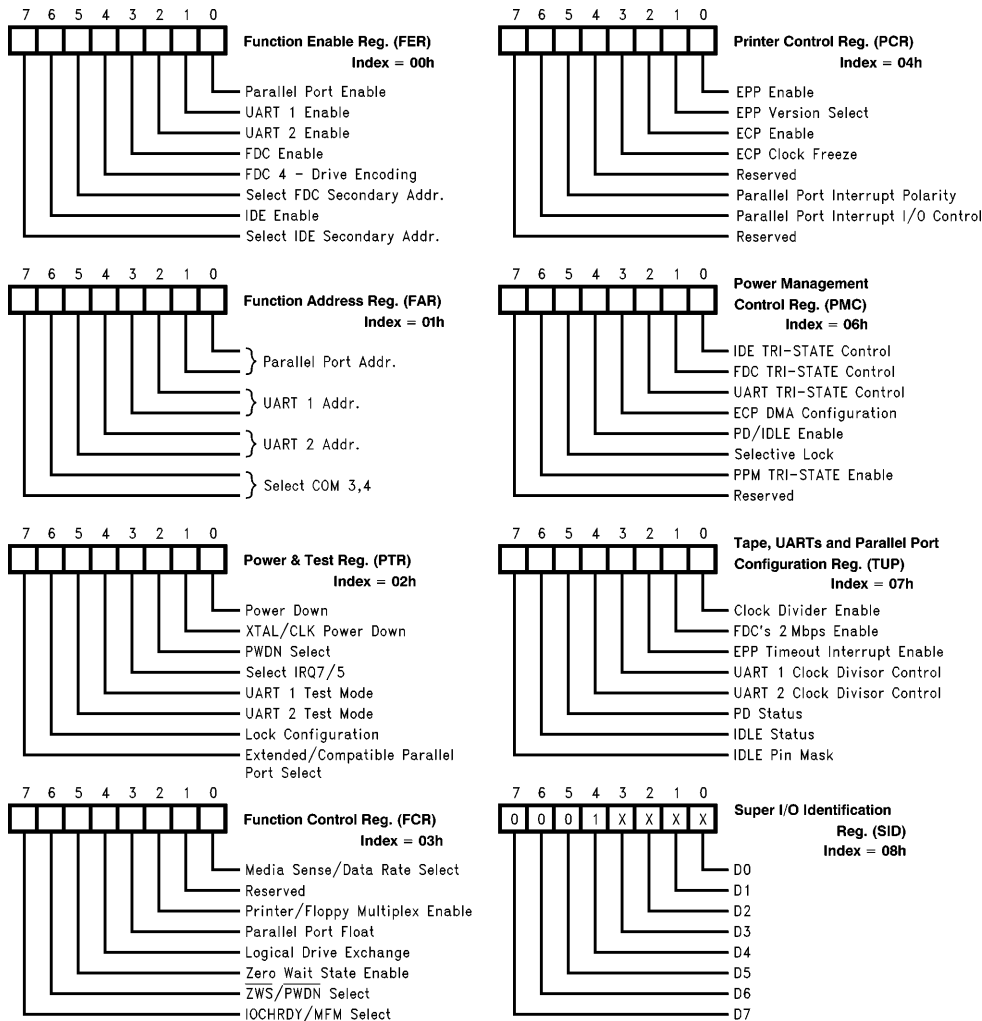 7 6 5 4 3 2 1 0
Function Enable Reg. (FER)
Index = 00h
Parallel Port Enable
UART 1 Enable
UART 2 Enable
FDC Enable
FDC 4 – Drive Encoding
Select FDC Secondary Addr.
IDE Enable
Select IDE Secondary Addr.
7 6 5 4 3 2 1 0
Printer Control Reg. (PCR)
Index = 04h
EPP Enable
EPP Version Select
ECP Enable
ECP Clock Freeze
Reserved
Parallel Port Interrupt Polarity
Parallel Port Interrupt I/O Control
Reserved
7 6 5 4 3 2 1 0
Function Address Reg. (FAR)
Index = 01h
Parallel Port Addr.
UART 1 Addr.
UART 2 Addr.
Select COM 3,4
7 6 5 4 3 2 1 0
Power Management
Control Reg. (PMC)
Index = 06h
IDE TRI–STATE Control
FDC TRI–STATE Control
UART TRI–STATE Control
ECP DMA Configuration
PD/IDLE Enable
Selective Lock
PPM TRI–STATE Enable
Reserved
7 6 5 4 3 2 1 0
Power & Test Reg. (PTR)
Index = 02h
Power Down
XTAL/CLK Power Down
PWDN Select
Select IRQ7/5
UART 1 Test Mode
UART 2 Test Mode
Lock Configuration
Extended/Compatible Parallel
Port Select
7 6 5 4 3 2 1 0
Tape, UARTs and Parallel Port
Configuration Reg. (TUP)
Index = 07h
Clock Divider Enable
FDC's 2 Mbps Enable
EPP Timeout Interrupt Enable
UART 1 Clock Divisor Control
UART 2 Clock Divisor Control
PD Status
IDLE Status
IDLE Pin Mask
7 6 5 4 3 2 1 0
Function Control Reg. (FCR)
Index = 03h
Media Sense/Data Rate Select
Reserved
Printer/Floppy Multiplex Enable
Parallel Port Float
Logical Drive Exchange
Zero Wait State Enable
ZWS/PWDN Select
IOCHRDY/MFM Select
7 6 5 4 3 2 1 0
0 0 0 1 X X X X
Super I/O Identification
Reg. (SID)
Index = 08h
D0
D1
D2
D3
D4
D5
D6
D7